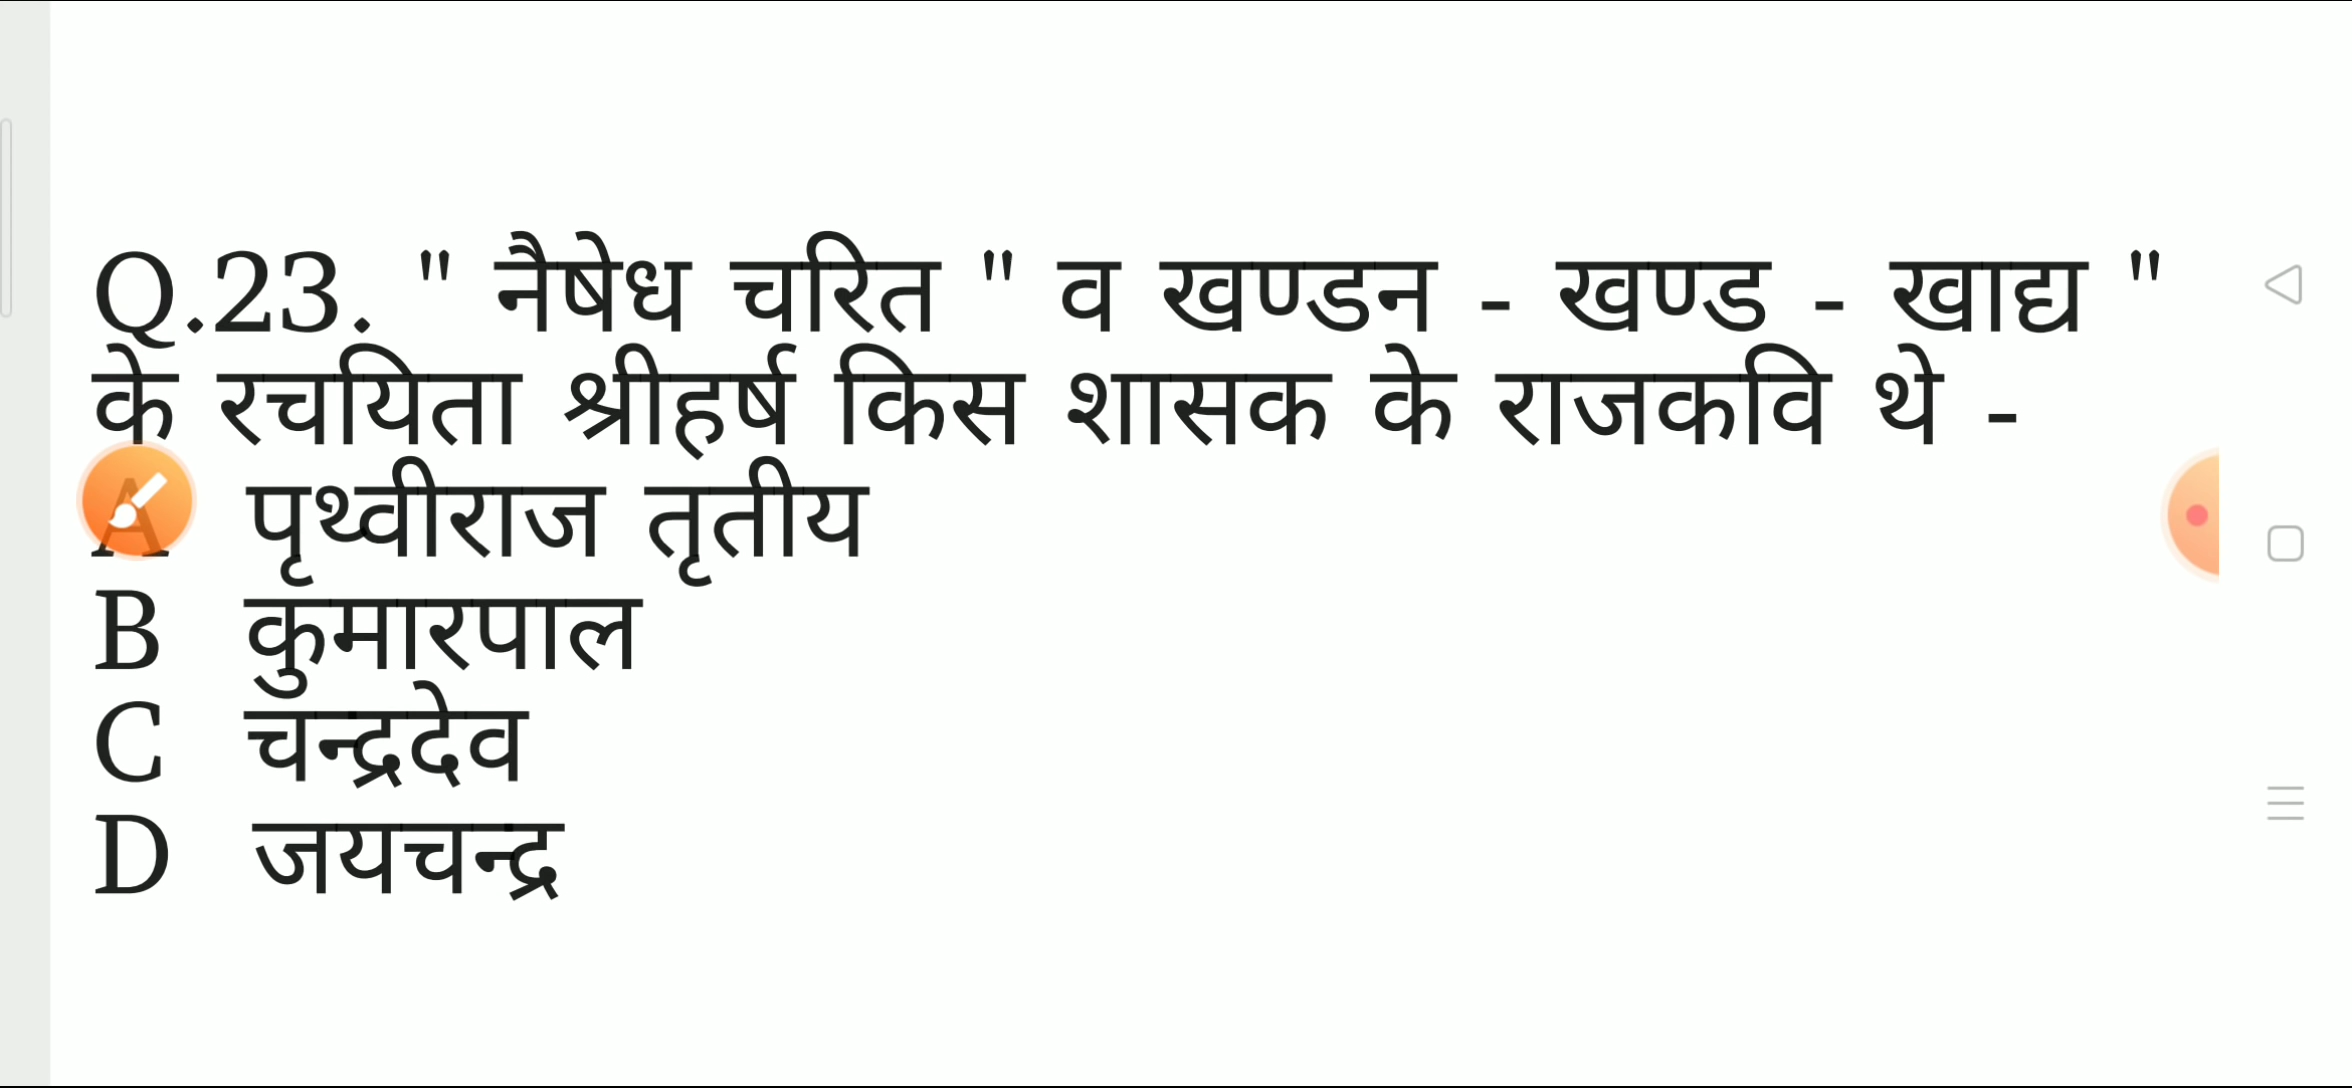 Q.23. " नैषेध चरित " व खण्डन - खण्ड - खाद्य "
के रचयिता श्रीहर्ष किस शासक के राजकवि थे -
A पृथ्वीराज तृतीय
B कुमारपाल
C चन्द्रदेव
D जयचन्द्र